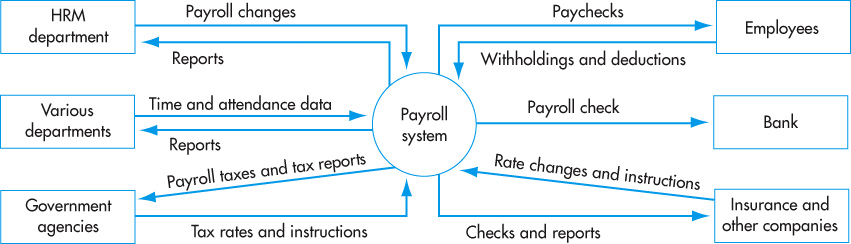 HRM
department
Payroll changes
Reports
Paychecks
Employees
Withholdings and deductions
Various
departments
Time and attendance data
Reports
Payroll
system
Payroll check
Bank
Government
agencies
Payroll taxes and tax reports
Tax rates and instructions
Rate changes and instructions
Checks and reports
Insurance and
other companies